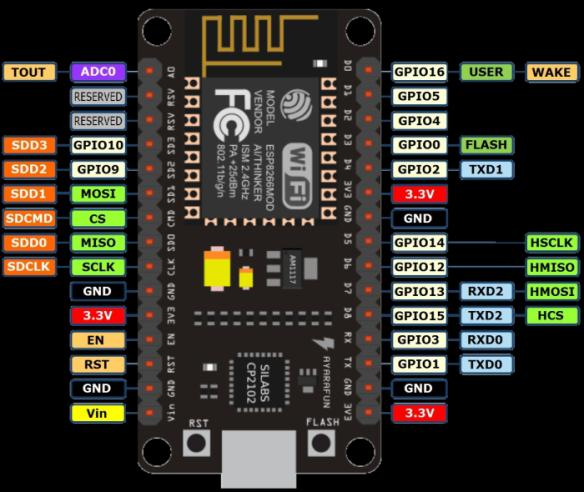 TOUT ADC0 A0 D0 GPIO16 USER WAKE
RESERVED RSV D1 GPIO5
RESERVED RSV D2 GPIO4
SDD3 GPIO10 SD3 D3 GPIO0 FLASH
SDD2 GPIO9 SD2 D4 GPIO2 TXD1
SDD1 MOSI SD1 3V3 3.3V
SDCMD CS CMD GND GND
SDD0 MISO SD0 D5 GPIO14 HSCLK
SDCLK SCLK CLK D6 GPIO12 HMISO
GND GND D7 GPIO13 RXD2 HMOSI
3.3V 3V3 D8 GPIO15 TXD2 HCS
EN EN RX GPIO3 RXD0
RST RST TX GPIO1 TXD0
GND GND GND GND
Vin Vin 3V3 3.3V
MODEL ESP8266MOD
VENDOR AI/THINKER
ISM 2.4GHz
PA +25dBm
802.11b/g/n
FC
Wi Fi
AM1117
SILABS
CP2102
AYARAFUN
RST
FLASH